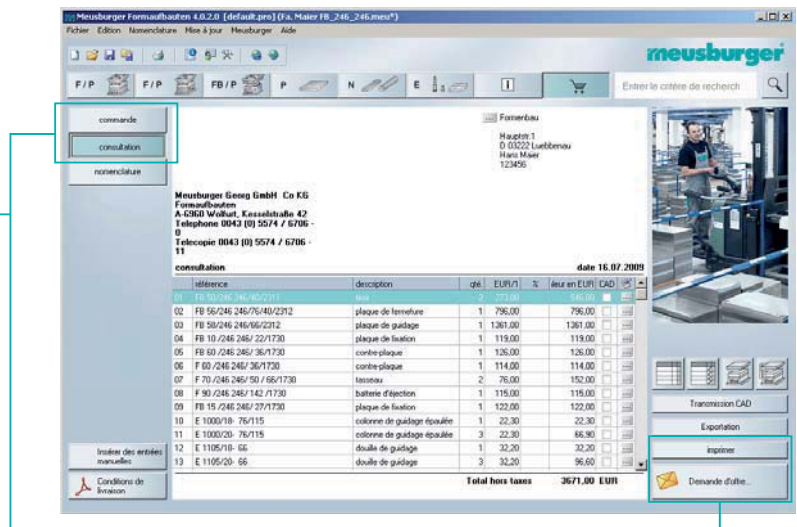 Meusburger Formaufbauten 4.0.2.0 [default.pro] (Fa. Maier FB_246_246.meu*)
Fichier Edition Nomenclature Mise à jour Meusburger Aide
meusburger
F/P F/P FB/P P N E I Entrer le critère de recherch
commande
consultation
nomenclature
Formenbau
Hauptstr.1
D 03222 Luebbenau
Hans Maier
123456
Meusburger Georg GmbH Co KG
Formaufbauten
A-6960 Wolfurt, Kesselstraße 42
Telephone 0043 (0) 5574 / 6706 -
0
Telecopie 0043 (0) 5574 / 6706 -
11
consultation date 16.07.2009
référence description qté. EUR/1 % leur en EUR CAD
01 2 273,00 546,00
02 FB 56/246 246/76/40/2312 plaque de fermeture 1 796,00 796,00
03 FB 58/246 246/66/2312 plaque de guidage 1 1361,00 1361,00
04 FB 10 /246 246/ 22/1730 plaque de fixation 1 119,00 119,00
05 FB 60 /246 246/ 36/1730 contre-plaque 1 126,00 126,00
06 F 60 /246 246/ 36/1730 contre-plaque 1 114,00 114,00
07 F 70 /246 246/ 50 / 66/1730 tasseau 2 76,00 152,00
08 F 90 /246 246/ 142 /1730 batterie d'éjection 1 115,00 115,00
09 FB 15 /246 246/ 27/1730 plaque de fixation 1 122,00 122,00
10 E 1000/18- 76/115 colonne de guidage épaulée 1 22,30 22,30
11 E 1000/20- 76/115 colonne de guidage épaulée 3 22,30 66,90
12 E 1105/18- 66 douille de guidage 1 32,20 32,20
13 E 1105/20- 66 douille de guidage 3 32,20 96,60
Total hors taxes 3671,00 EUR
Transmission CAD
Exportation
imprimer
Demande d'offre...
Insérer des entrées
manuelles
Conditions de
livraison